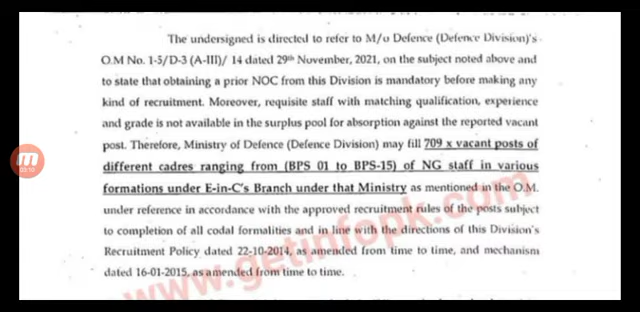 The undersigned is directed to refer to M/o Defence (Defence Division)'s
O.M No. 1-5/D-3 (A-III)/ 14 dated 29th November, 2021, on the subject noted above and
to state that obtaining a prior NOC from this Division is mandatory before making any
kind of recruitment. Moreover, requisite staff with matching qualification, experience
and grade is not available in the surplus pool for absorption against the reported vacant
post. Therefore, Ministry of Defence (Defence Division) may fill 709 x vacant posts of
different cadres ranging from (BPS 01 to BPS-15) of NG staff in various
formations under E-in-C's Branch under that Ministry as mentioned in the O.M.
under reference in accordance with the approved recruitment rules of the posts subject
to completion of all codal formalities and in line with the directions of this Division's
Recruitment Policy dated 22-10-2014, as amended from time to time, and mechanism
dated 16-01-2015, as amended from time to time.
www.getinfopk.com